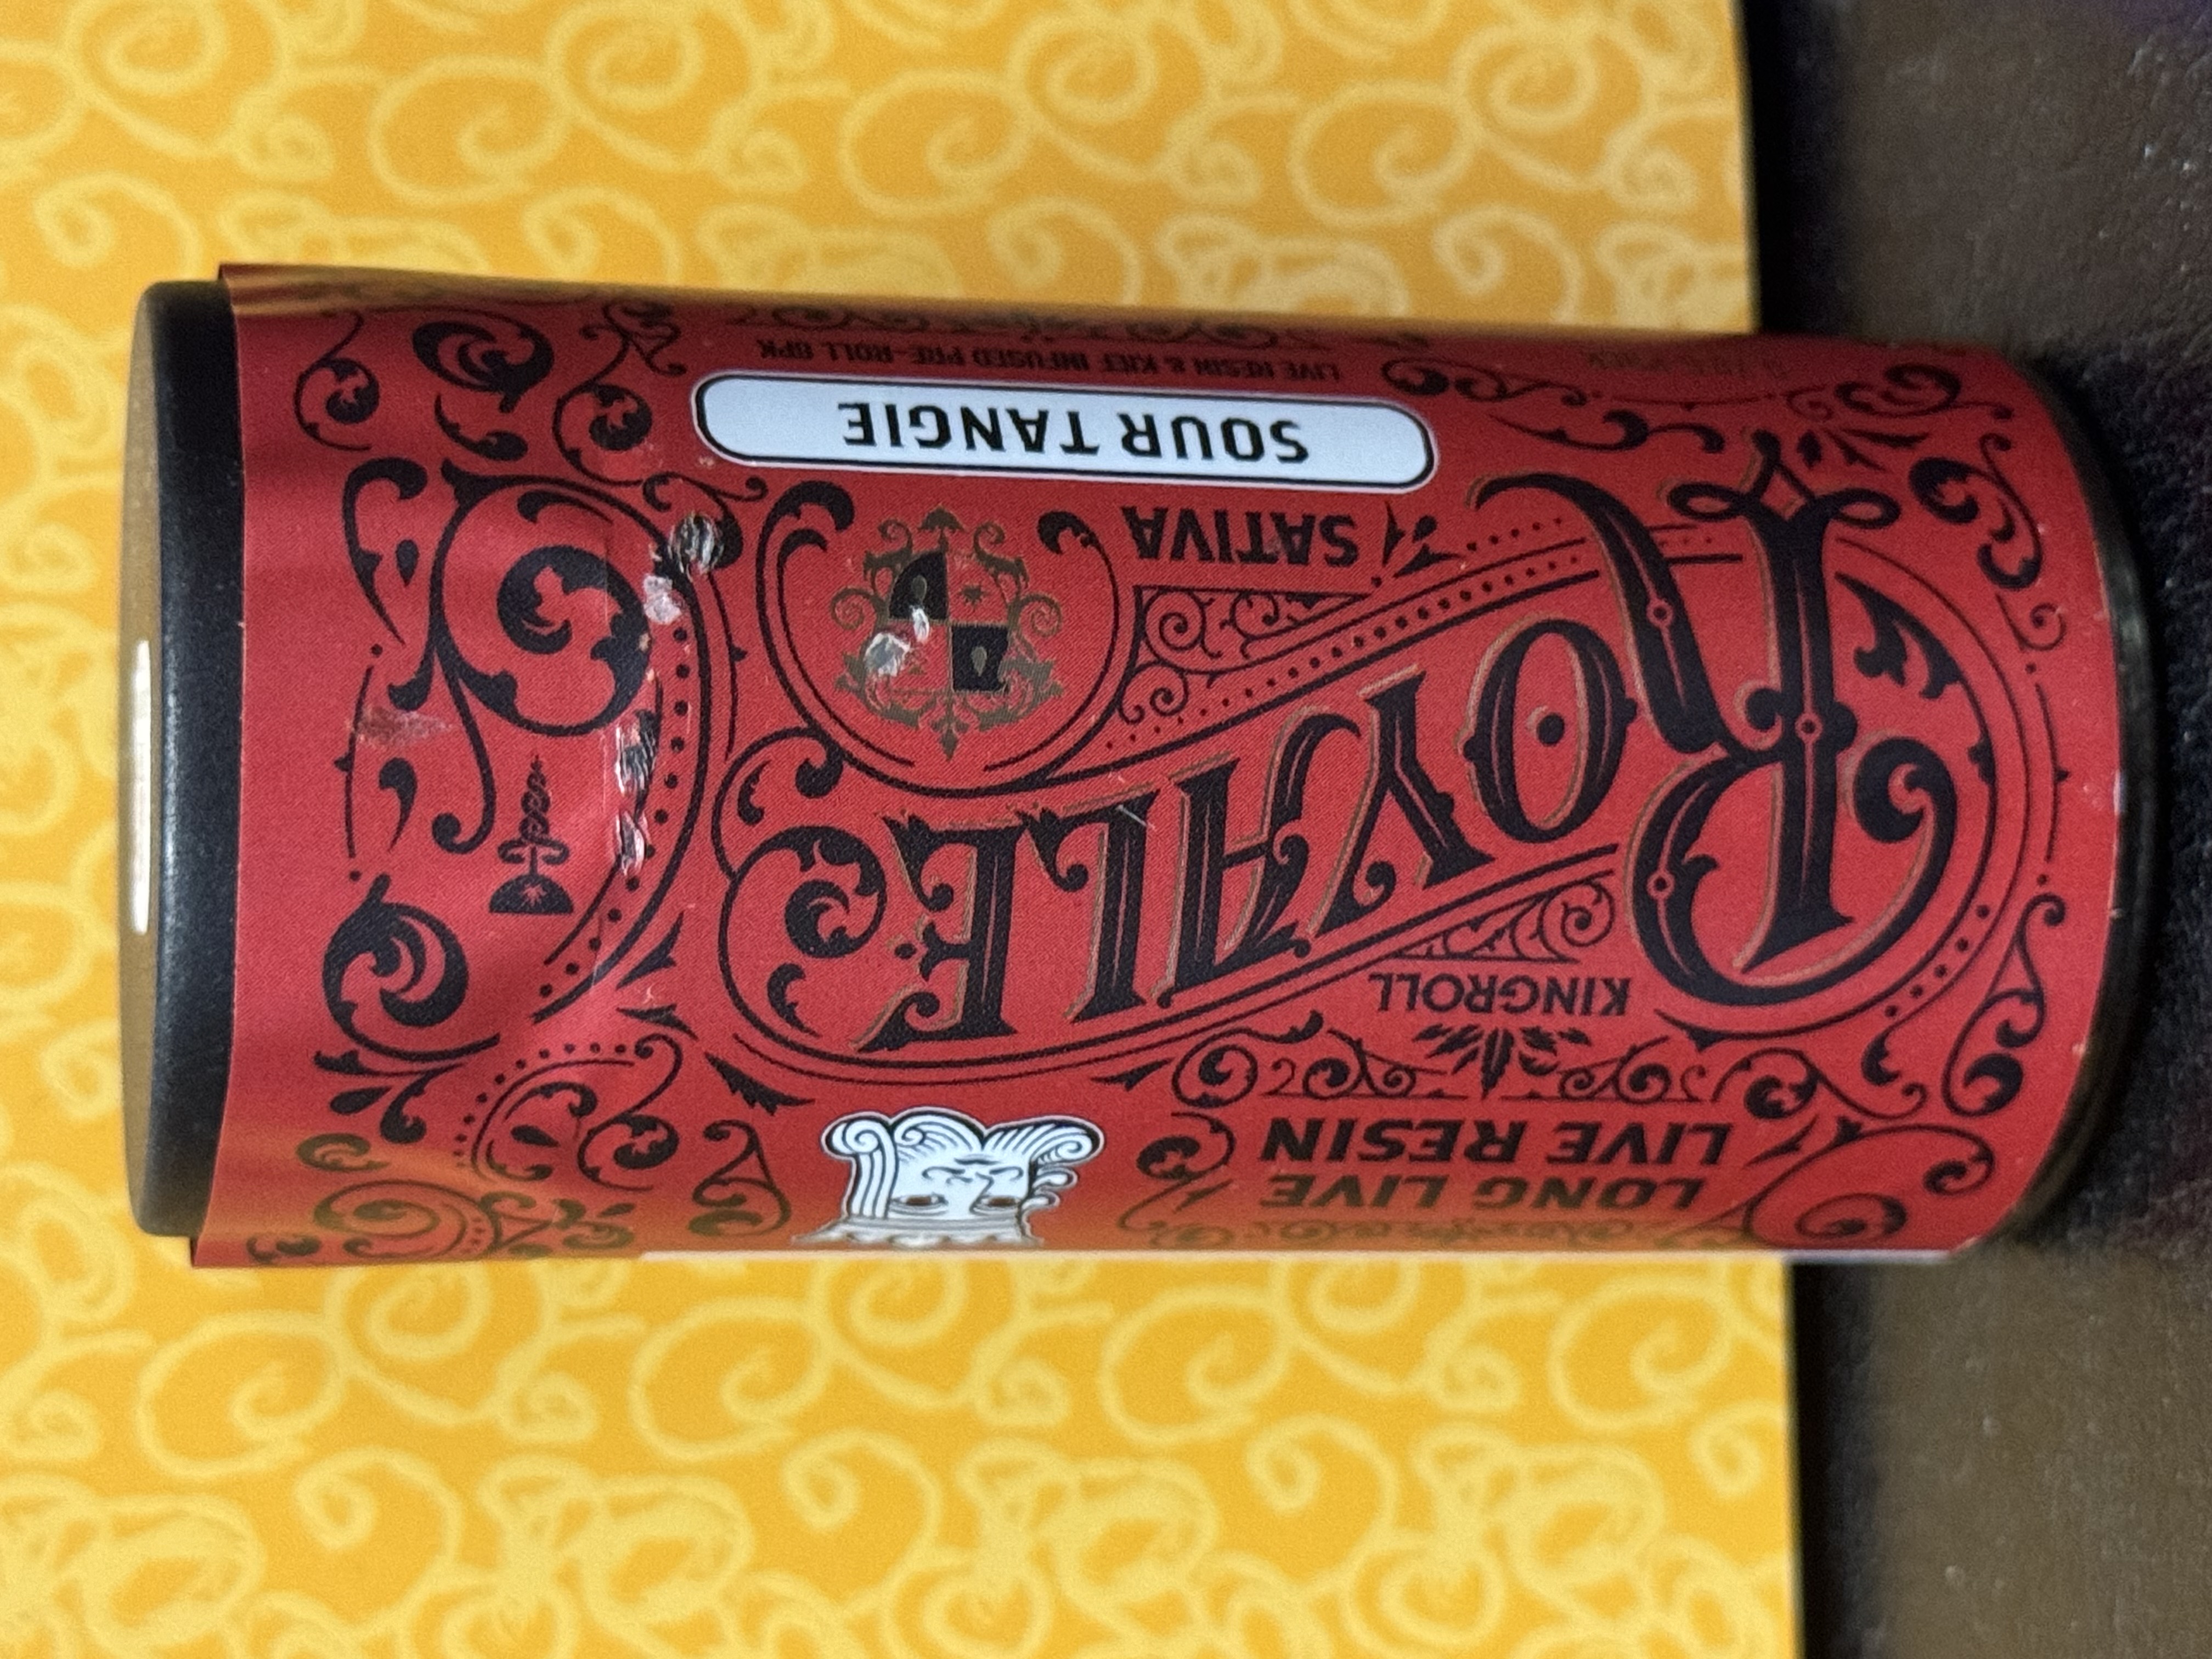 LONG LIVE
LIVE RESIN
KINGROLL
ROYALE
SATIVA
SOUR TANGIE
LIVE RESIN & KIEF INFUSED PRE-ROLL 6PK